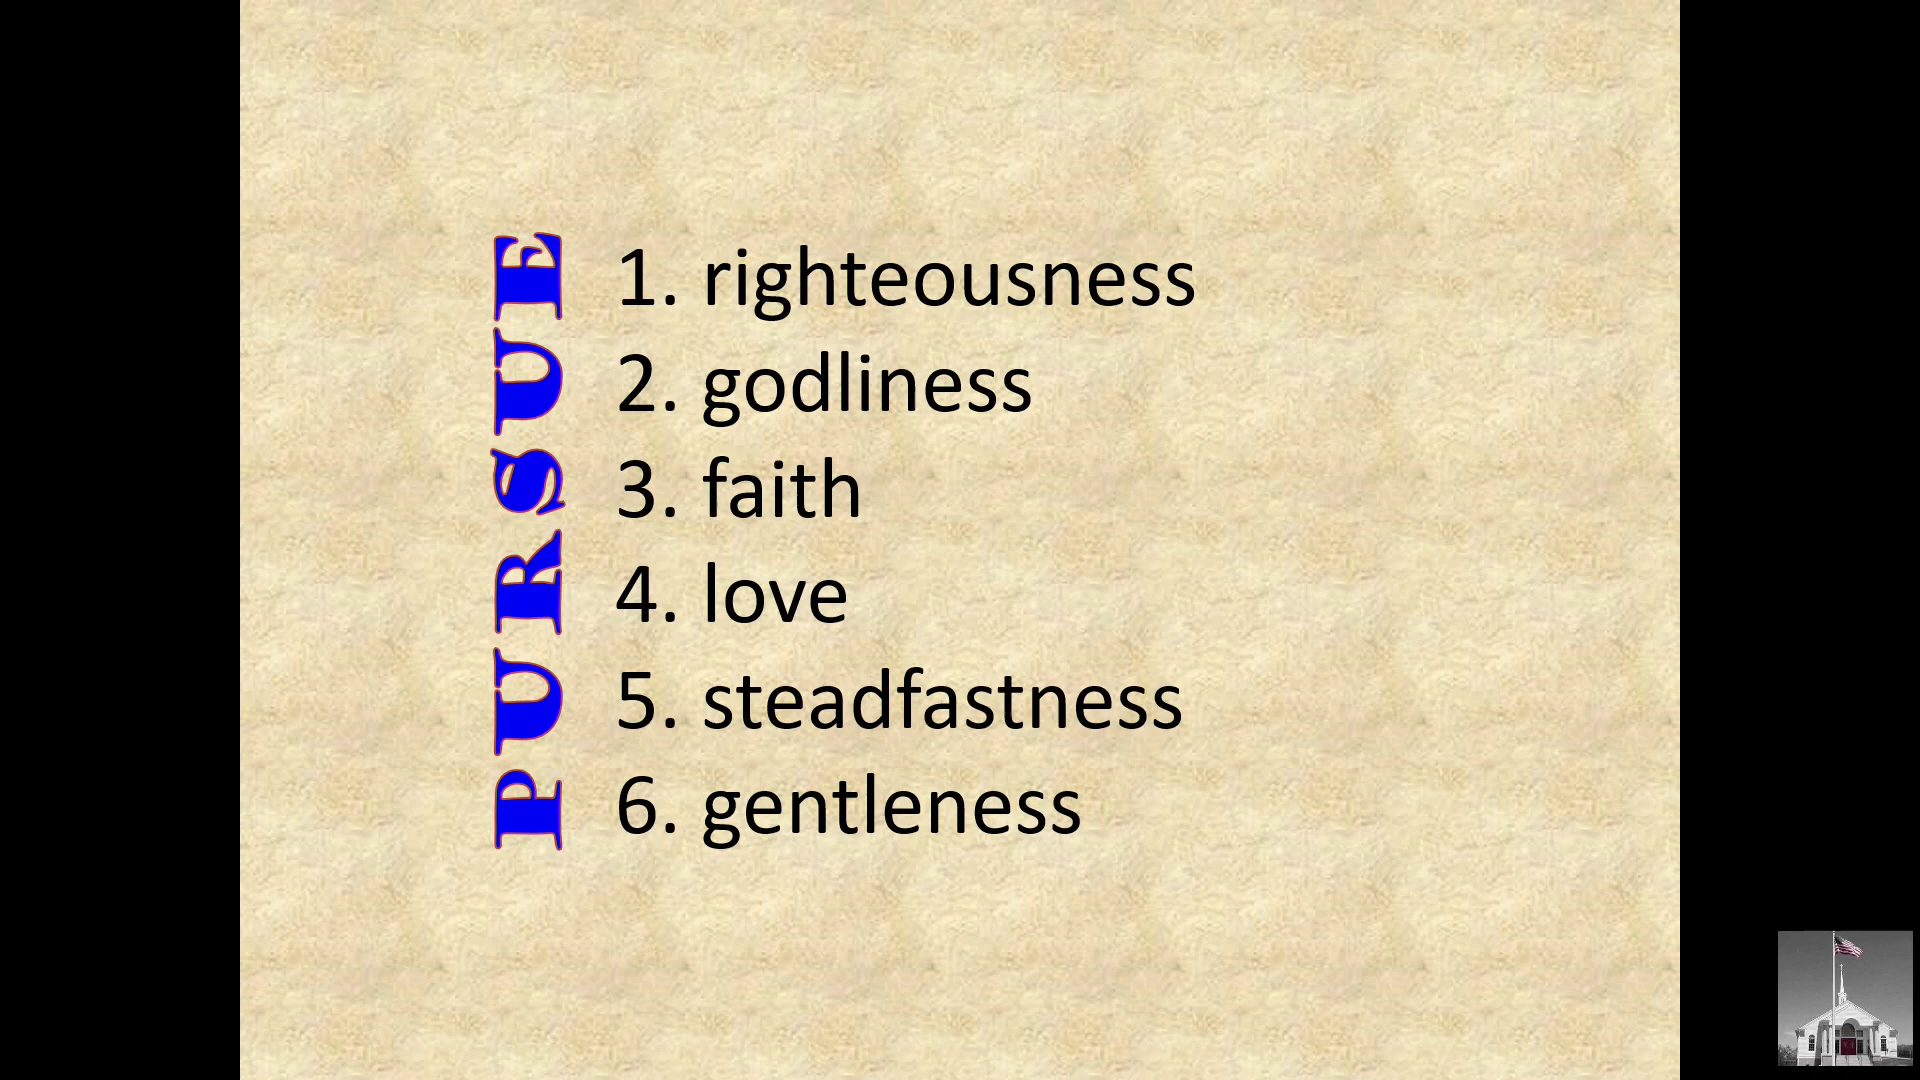 PURSUE
1. righteousness
2. godliness
3. faith
4. love
5. steadfastness
6. gentleness